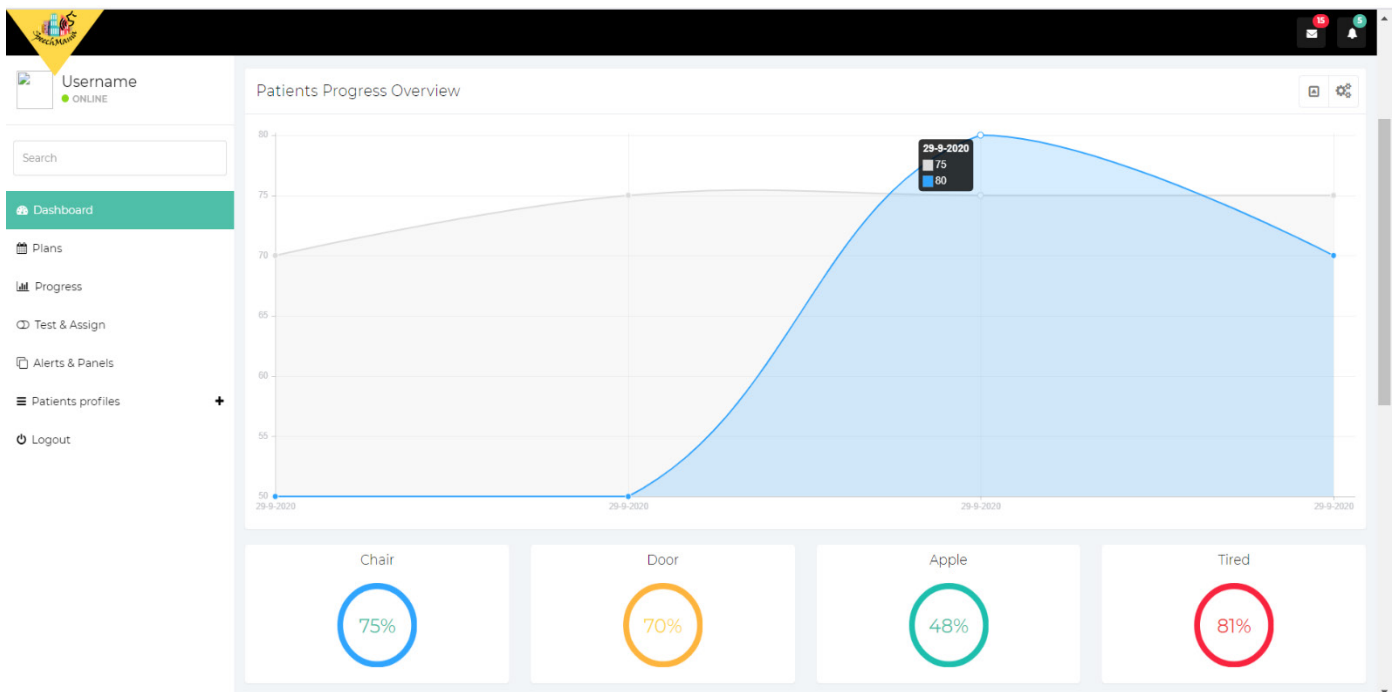 SpeechMaura
15
5
Username
ONLINE
Search
Dashboard
Plans
Progress
Test & Assign
Alerts & Panels
Patients profiles
Logout
Patients Progress Overview
80
75
70
65
60
55
50
29-9-2020
75
80
29-9-2020
29-9-2020
29-9-2020
29-9-2020
Chair
Door
Apple
Tired
75%
70%
48%
81%